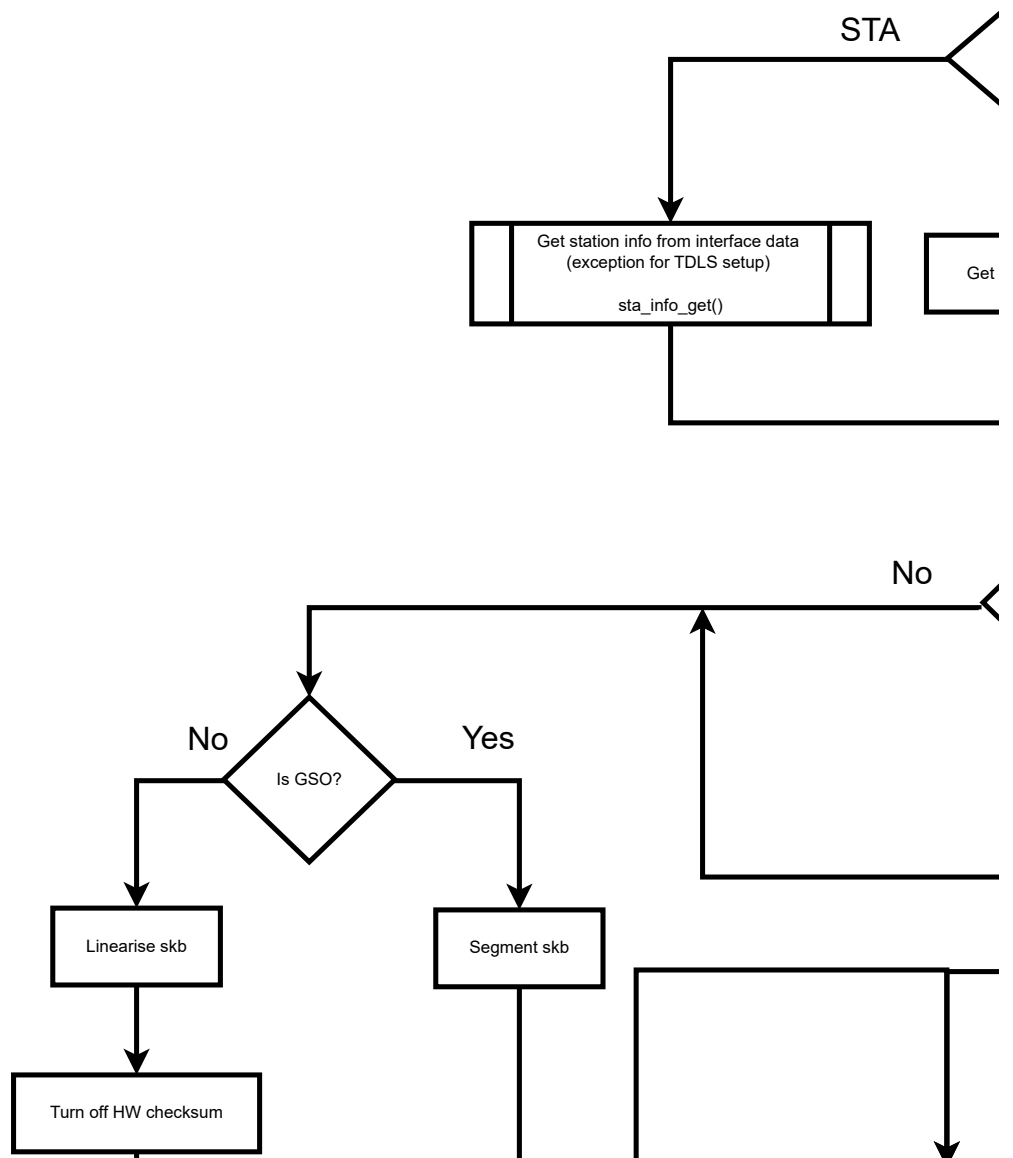 STA
Get station info from interface data
(exception for TDLS setup)
sta_info_get()
Get
No
No
Yes
Is GSO?
Linearise skb
Segment skb
Turn off HW checksum